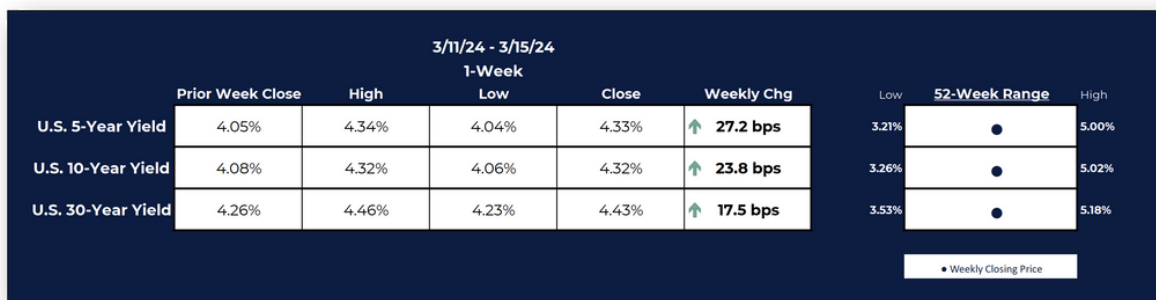 3/11/24 - 3/15/24
1-Week
Prior Week Close High Low Close Weekly Chg Low 52-Week Range High
U.S. 5-Year Yield 4.05% 4.34% 4.04% 4.33% 27.2 bps 3.21% 5.00%
U.S. 10-Year Yield 4.08% 4.32% 4.06% 4.32% 23.8 bps 3.26% 5.02%
U.S. 30-Year Yield 4.26% 4.46% 4.23% 4.43% 17.5 bps 3.53% 5.18%
• Weekly Closing Price